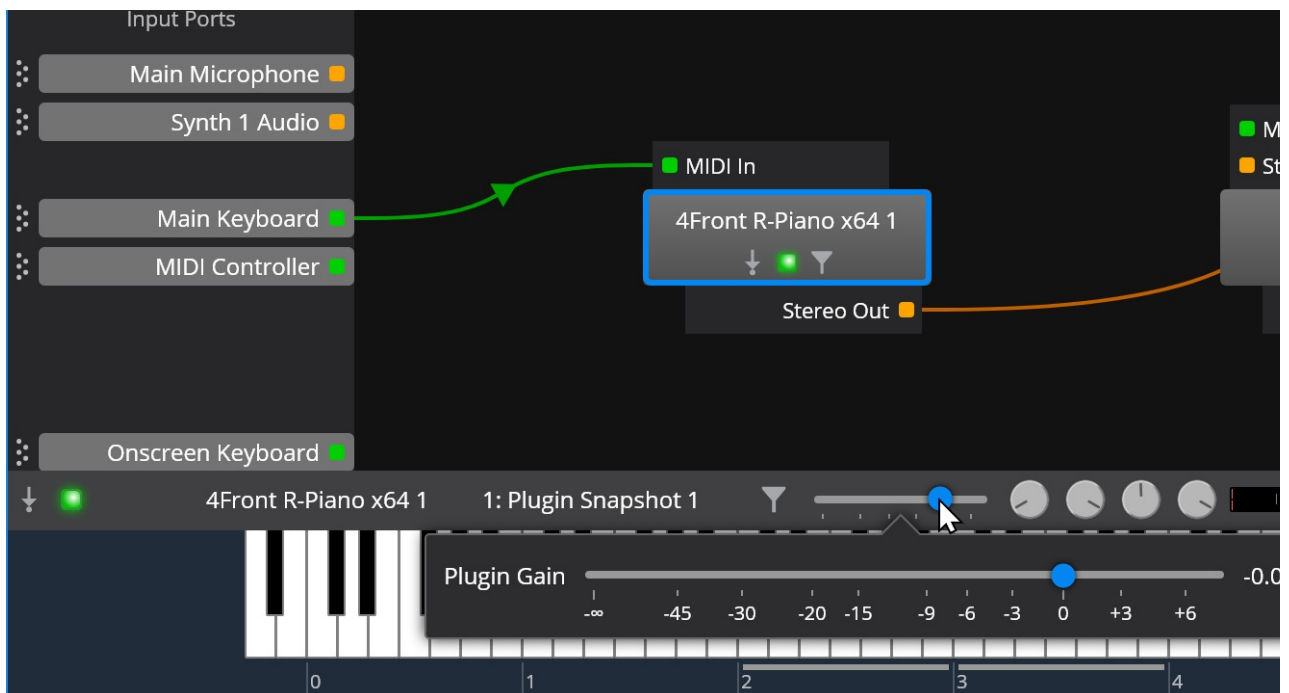 Input Ports
Main Microphone
Synth 1 Audio
Main Keyboard
MIDI Controller
Onscreen Keyboard
MIDI In
4Front R-Piano x64 1
Stereo Out
M
St
4Front R-Piano x64 1
1: Plugin Snapshot 1
Plugin Gain
-0.0
-∞ -45 -30 -20 -15 -9 -6 -3 0 +3 +6
0 1 2 3 4